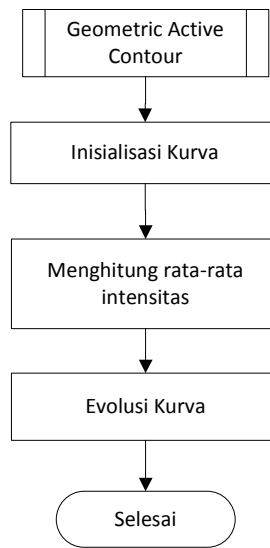 Geometric Active
Contour
Inisialisasi Kurva
Menghitung rata-rata
intensitas
Evolusi Kurva
Selesai